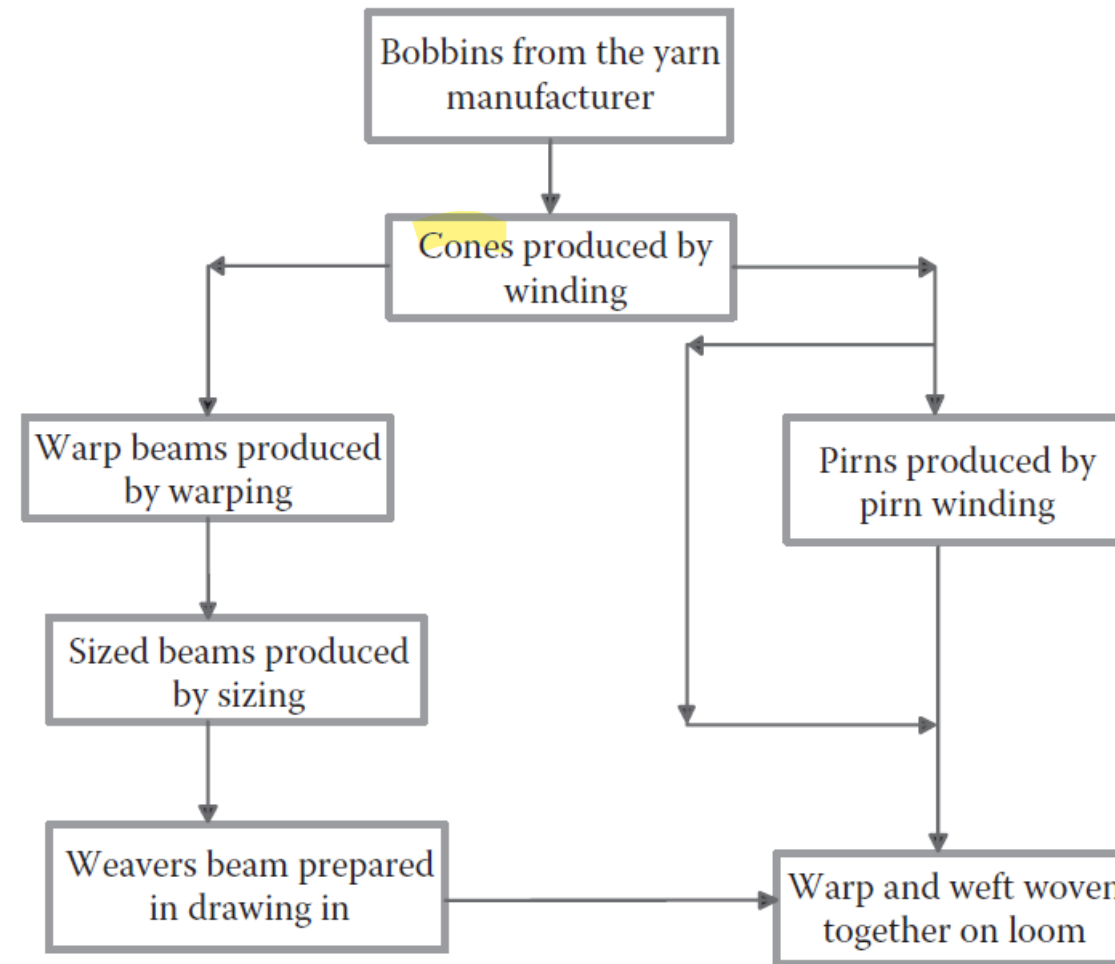 Bobbins from the yarn
manufacturer
Cones produced by
winding
Warp beams produced
by warping
Pirns produced by
pirn winding
Sized beams produced
by sizing
Weavers beam prepared
in drawing in
Warp and weft woven
together on loom